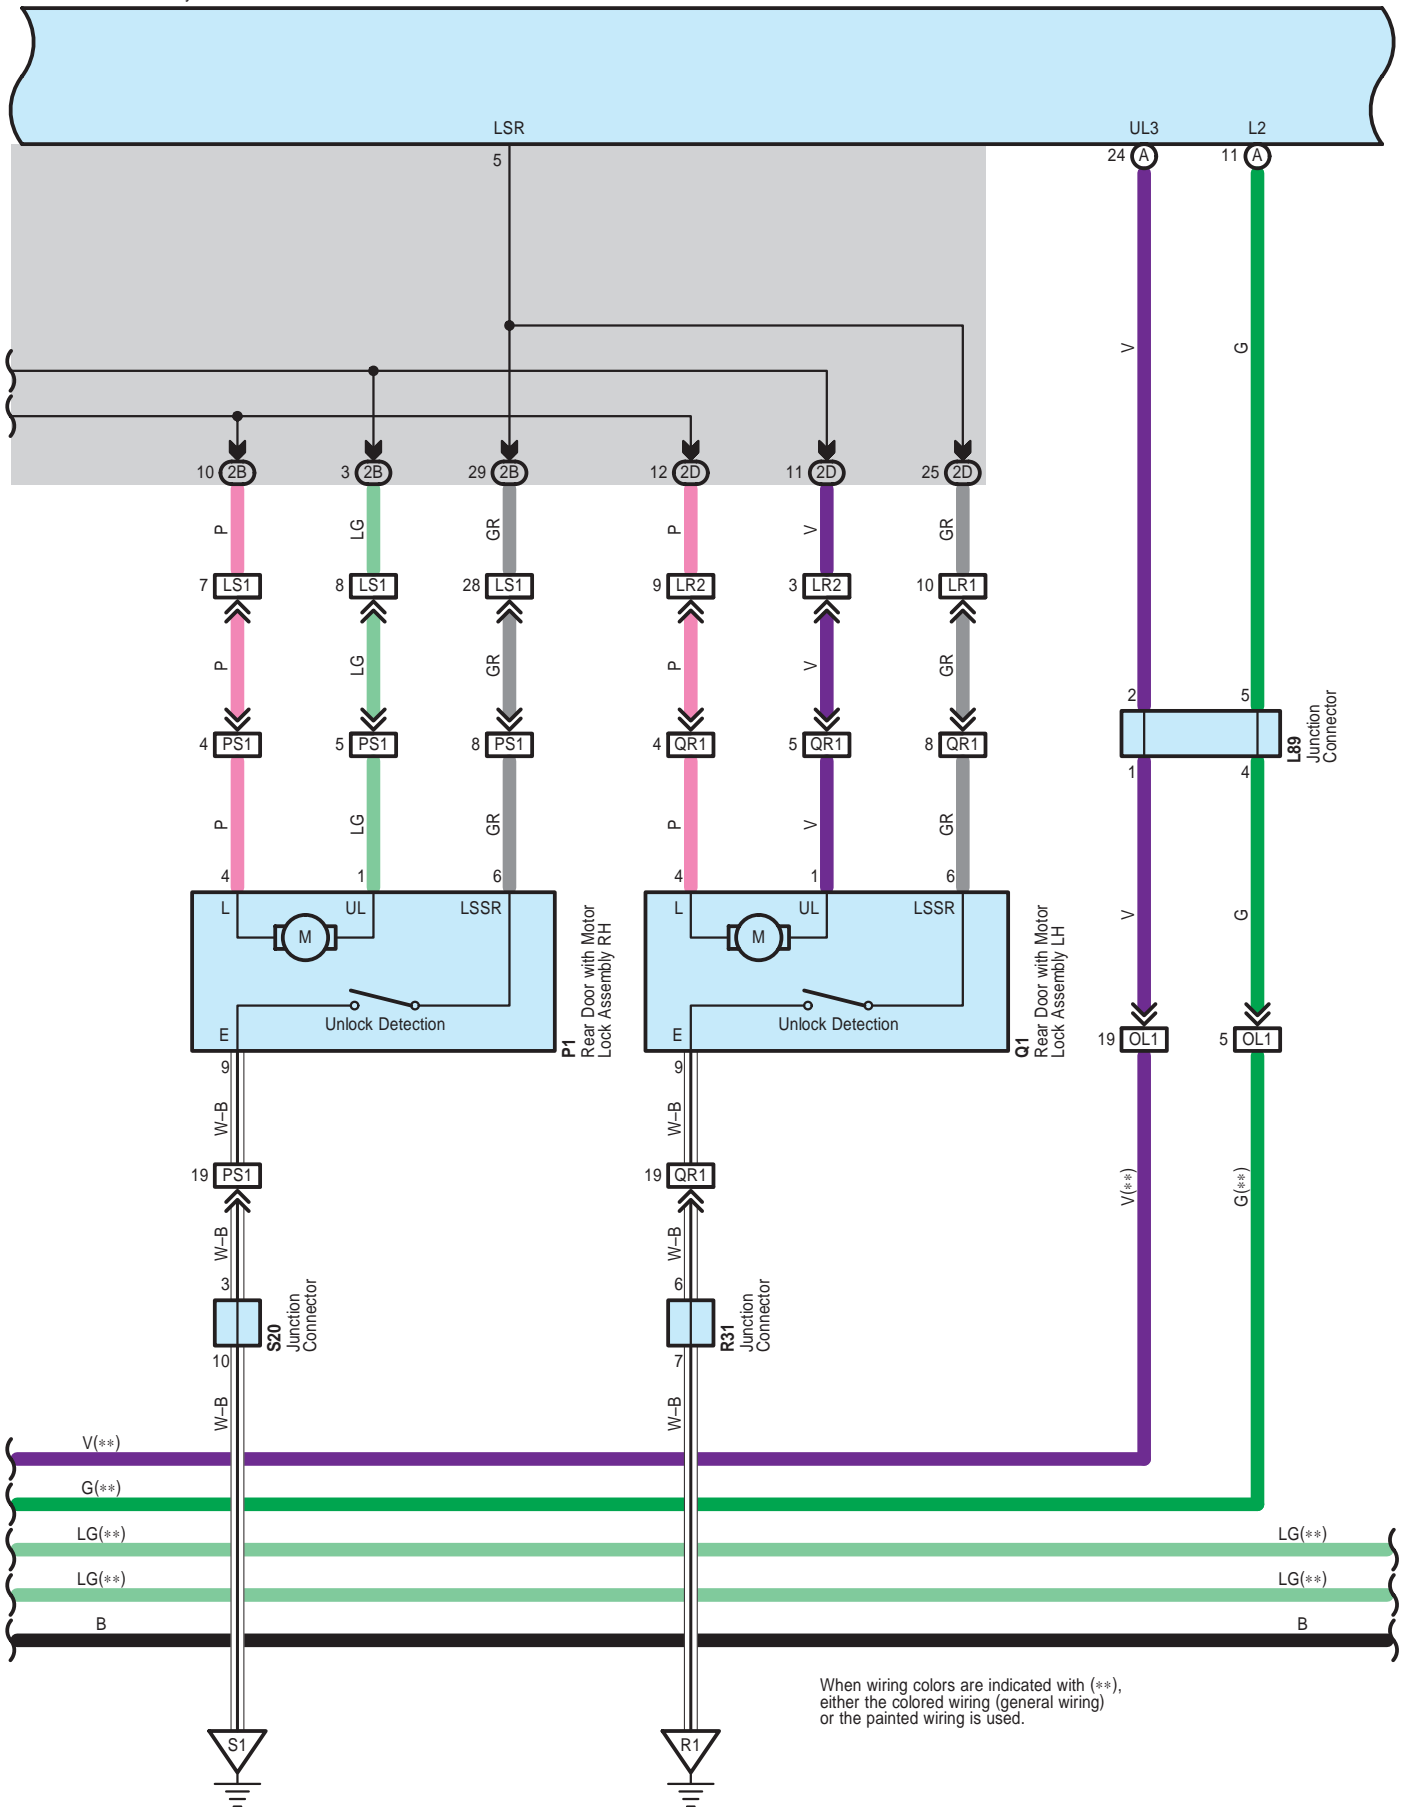 LSR UL3 L2
5 24 A 11 A
V G
10 2B 3 2B 29 2B 12 2D 11 2D 25 2D
P LG GR P V GR
7 LS1 8 LS1 28 LS1 9 LR2 3 LR2 10 LR1
P LG GR P V GR
2 5
L89
Junction
Connector
4 PS1 5 PS1 8 PS1 4 QR1 5 QR1 8 QR1
1 4
P LG GR P V GR
4 1 6 4 1 6
L UL LSSR L UL LSSR
V G
M M
Unlock Detection Unlock Detection
E E
P1
Rear Door with Motor
Lock Assembly RH
Q1
Rear Door with Motor
Lock Assembly LH
19 OL1 5 OL1
9 9
W–B W–B
19 PS1 19 QR1
V(**) G(**)
W–B W–B
3 6
S20
Junction
Connector
R31
Junction
Connector
10 7
W–B W–B
V(**)
G(**)
LG(**) LG(**)
LG(**) LG(**)
B B
When wiring colors are indicated with (**),
either the colored wiring (general wiring)
or the painted wiring is used.
S1 R1